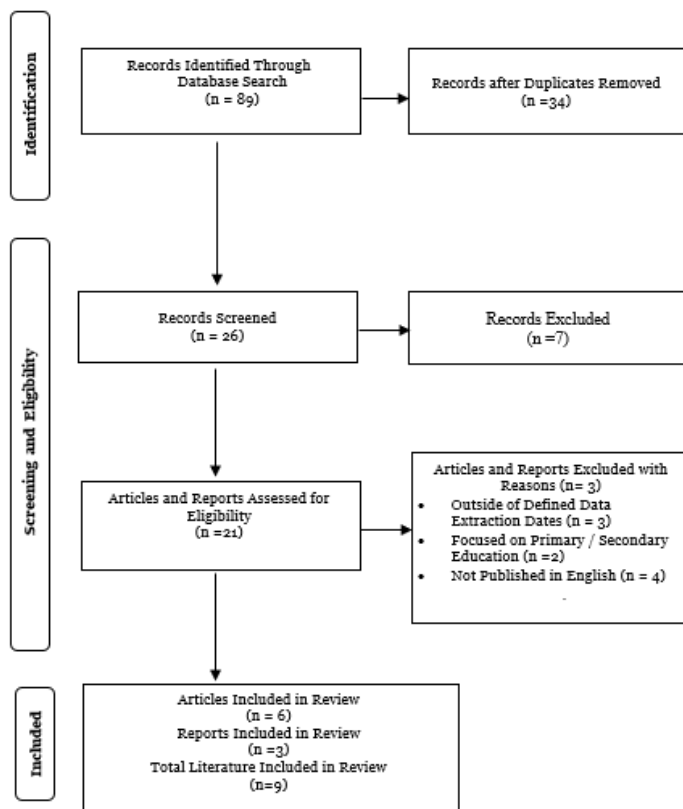 Identification
Records Identified Through
Database Search
(n = 89)
Records after Duplicates Removed
(n =34)
Screening and Eligibility
Records Screened
(n = 26)
Records Excluded
(n =7)
Articles and Reports Assessed for
Eligibility
(n =21)
Articles and Reports Excluded with
Reasons (n= 3)
• Outside of Defined Data
Extraction Dates (n = 3)
• Focused on Primary / Secondary
Education (n =2)
• Not Published in English (n = 4)
.
Included
Articles Included in Review
(n = 6)
Reports Included in Review
(n =3)
Total Literature Included in Review
(n=9)